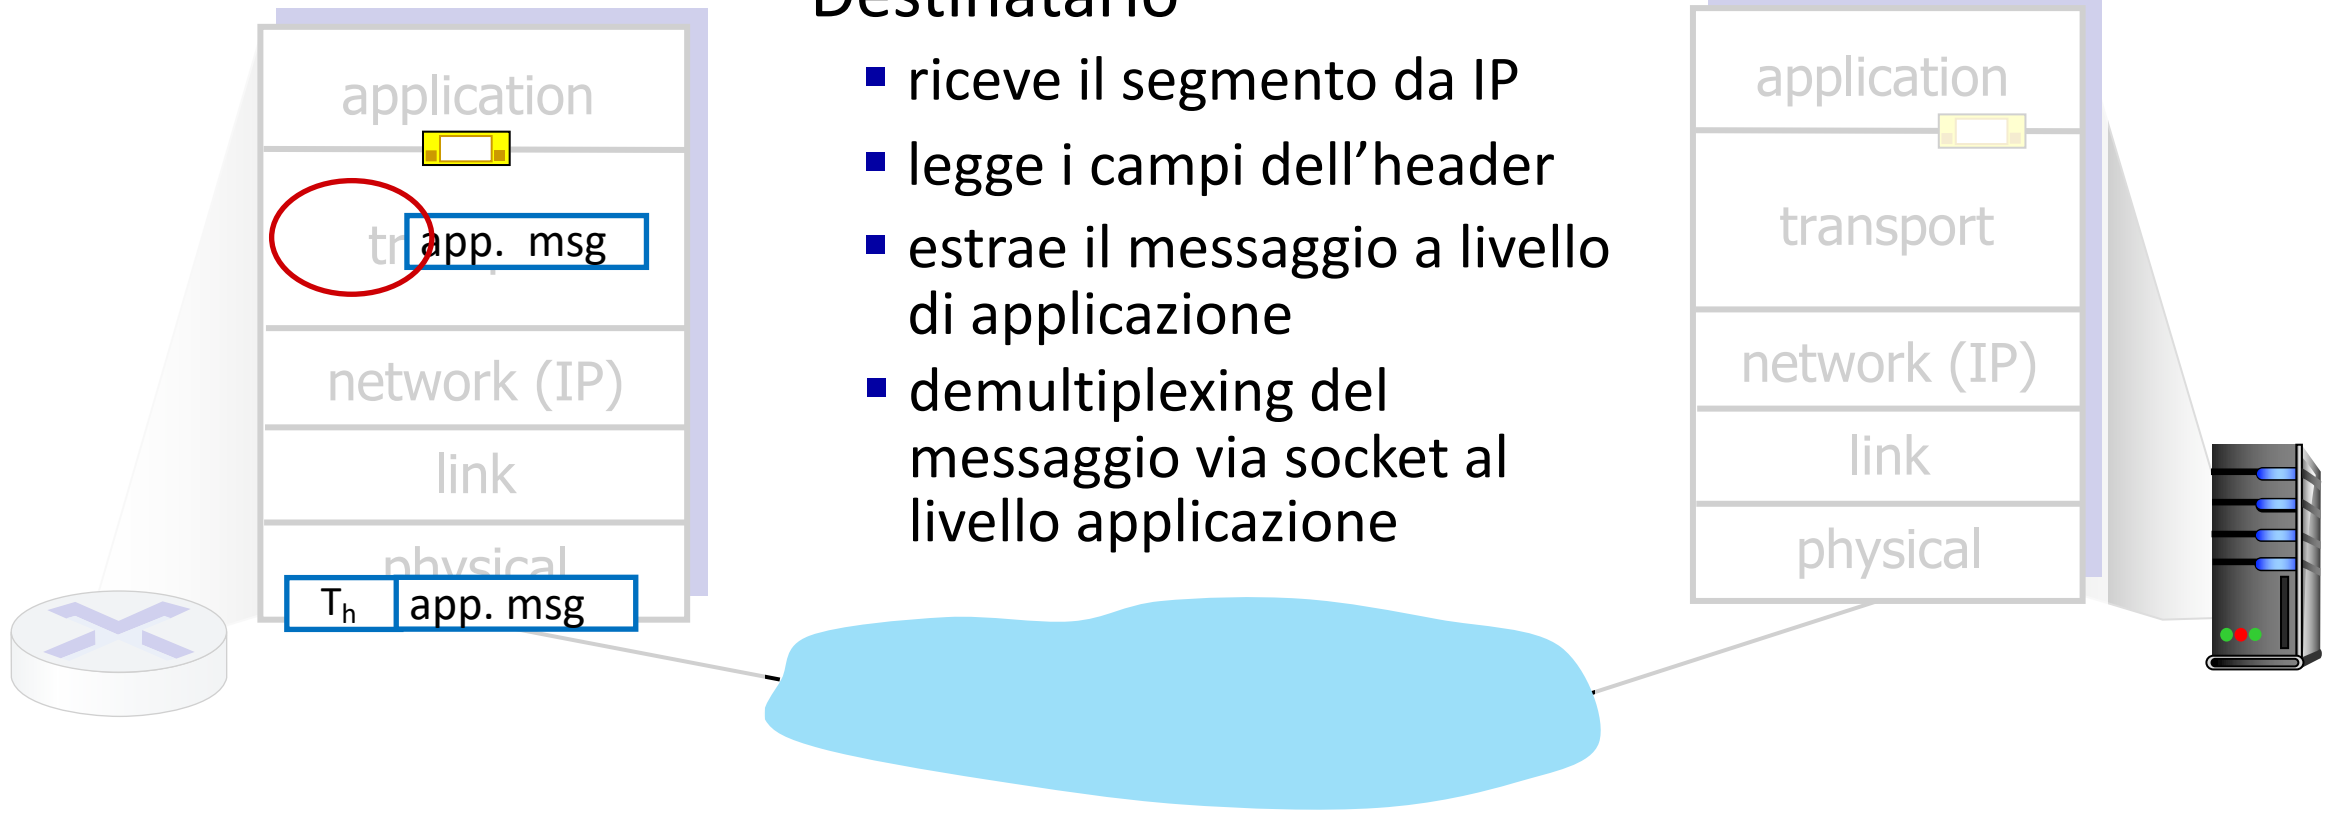 Destinatario
riceve il segmento da IP
legge i campi dell’header
estrae il messaggio a livello
di applicazione
demultiplexing del
messaggio via socket al
livello applicazione
application
app. msg
network (IP)
link
physical
Th
app. msg
application
transport
network (IP)
link
physical